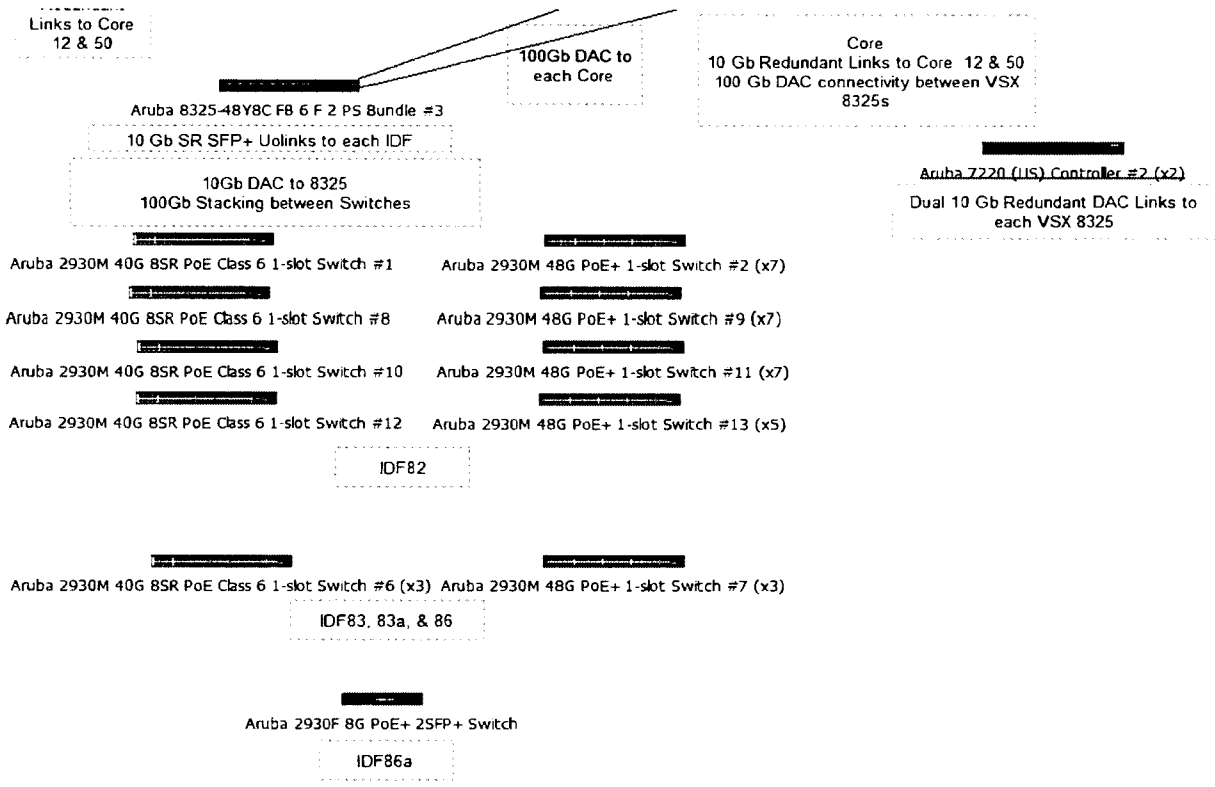 Links to Core
12 & 50
100Gb DAC to
each Core
Core
10 Gb Redundant Links to Core 12 & 50
100 Gb DAC connectivity between VSX
8325s
Aruba 8325-48Y8C FB 6 F 2 PS Bundle #3
10 Gb SR SFP+ Uolinks to each IDF
10Gb DAC to 8325
100Gb Stacking between Switches
Aruba 7220 (US) Controller #2 (x2)
Dual 10 Gb Redundant DAC Links to
each VSX 8325
Aruba 2930M 40G 8SR PoE Class 6 1-slot Switch #1
Aruba 2930M 48G PoE+ 1-slot Switch #2 (x7)
Aruba 2930M 40G 8SR PoE Class 6 1-slot Switch #8
Aruba 2930M 48G PoE+ 1-slot Switch #9 (x7)
Aruba 2930M 40G 8SR PoE Class 6 1-slot Switch #10
Aruba 2930M 48G PoE+ 1-slot Switch #11 (x7)
Aruba 2930M 40G 8SR PoE Class 6 1-slot Switch #12
Aruba 2930M 48G PoE+ 1-slot Switch #13 (x5)
IDF82
Aruba 2930M 40G 8SR PoE Class 6 1-slot Switch #6 (x3)
Aruba 2930M 48G PoE+ 1-slot Switch #7 (x3)
IDF83, 83a, & 86
Aruba 2930F 8G PoE+ 2SFP+ Switch
IDF86a